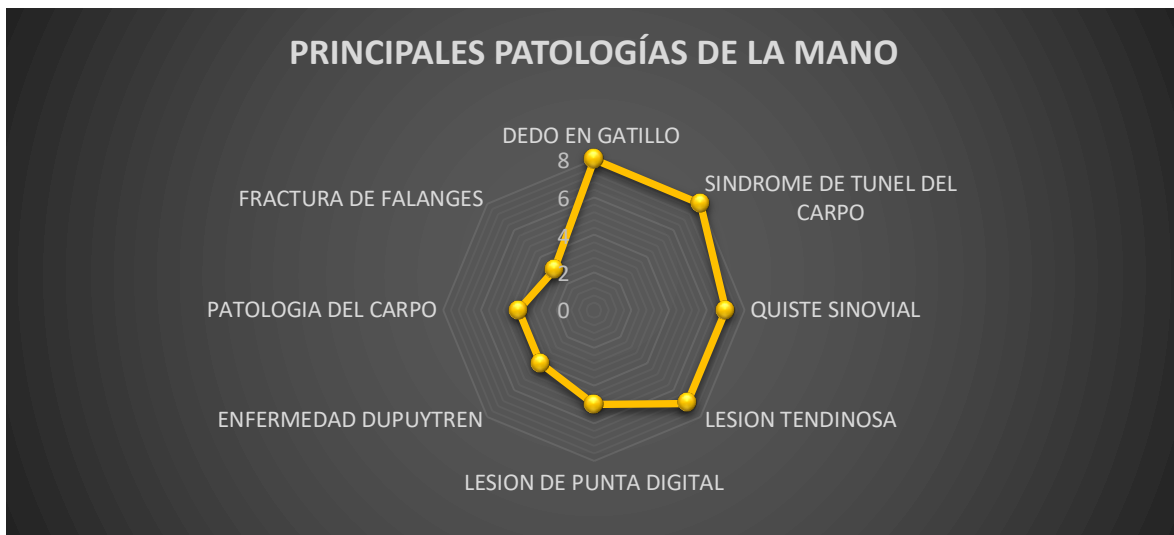 PRINCIPALES PATOLOGÍAS DE LA MANO
DEDO EN GATILLO
8
SINDROME DE TUNEL DEL
CARPO
FRACTURA DE FALANGES
6
4
2
PATOLOGIA DEL CARPO
0
QUISTE SINOVIAL
ENFERMEDAD DUPUYTREN
LESION TENDINOSA
LESION DE PUNTA DIGITAL